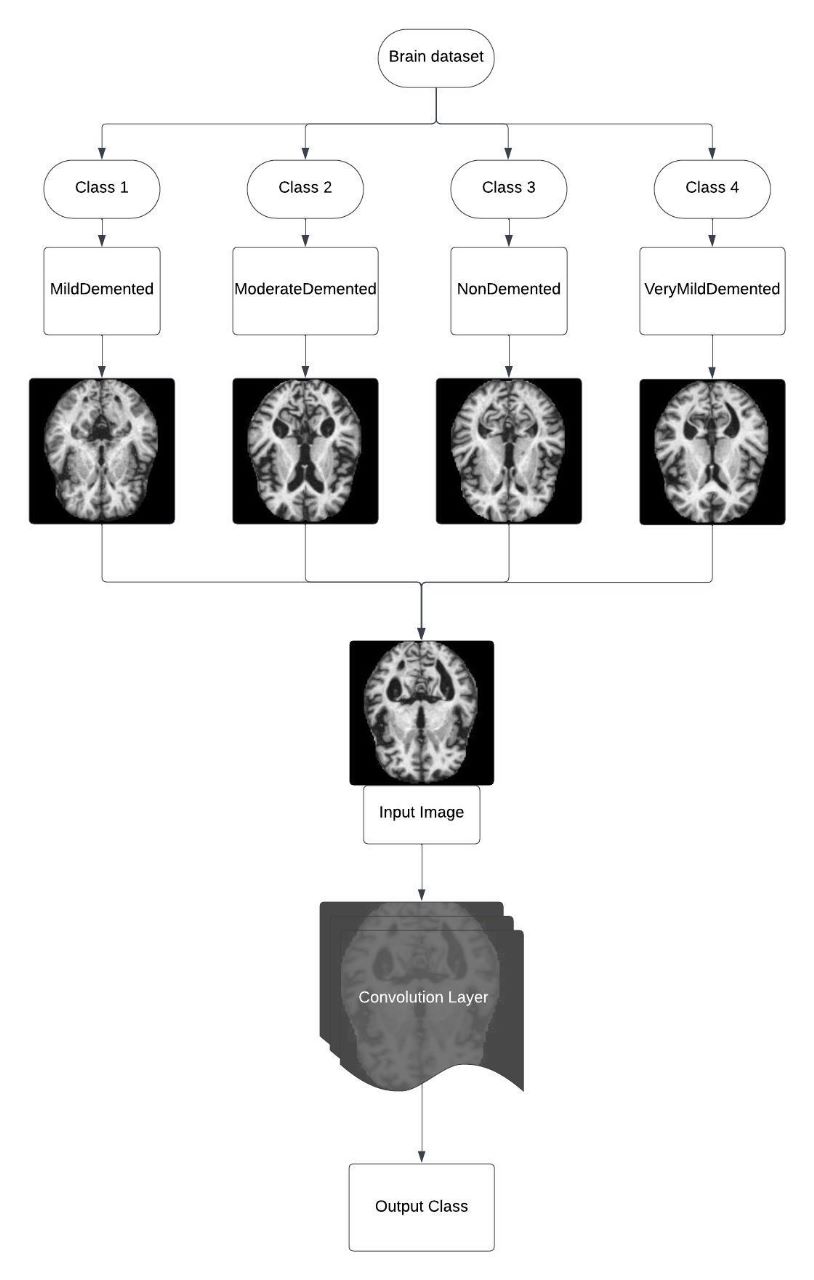 Brain dataset
Class 1
Class 2
Class 3
Class 4
MildDemented
ModerateDemented
NonDemented
VeryMildDemented
Input Image
Convolution Layer
Output Class